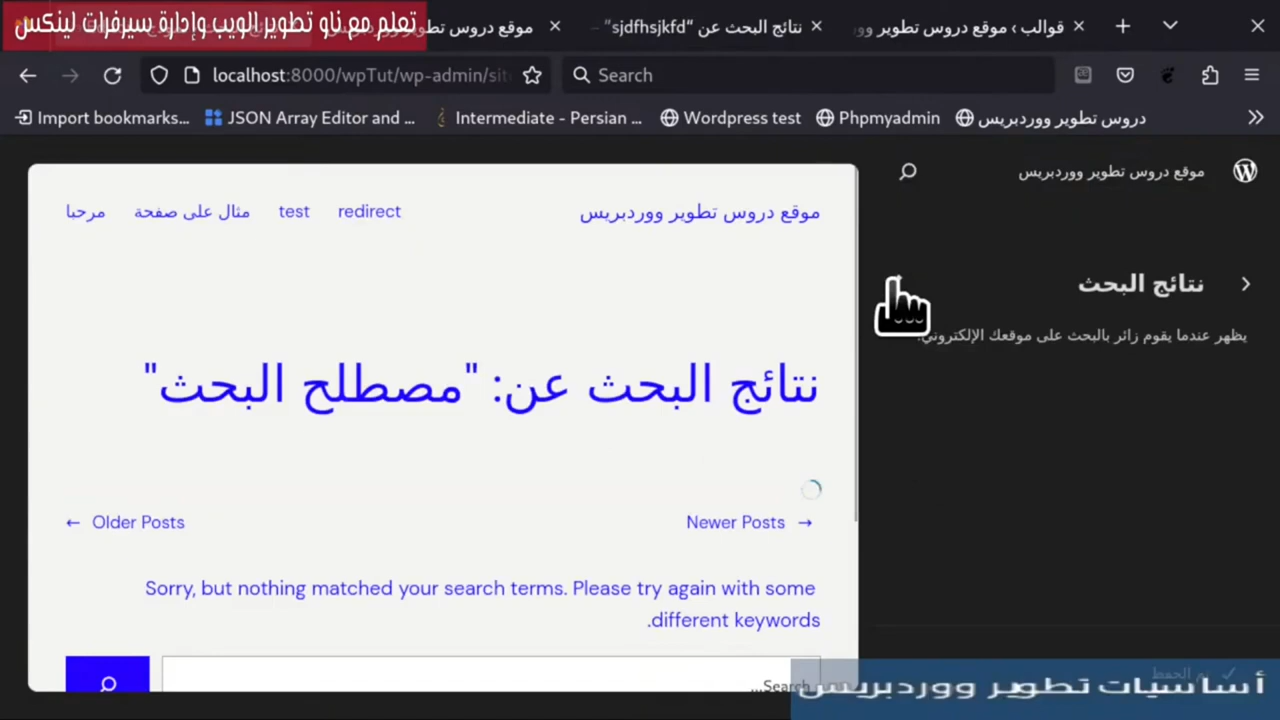 تعلم مع ناو تطوير الويب وإدارة سيرفرات لينكس
موقع دروس تطوير
نتائج البحث عن “sjdfhsjkfd” –
قوالب ‹ موقع دروس تطوير وور
localhost:8000/wpTut/wp-admin/sit
Search
Import bookmarks...
JSON Array Editor and ...
Intermediate - Persian ...
Wordpress test
Phpmyadmin
دروس تطوير ووردبريس
موقع دروس تطوير ووردبريس
موقع دروس تطوير ووردبريس
redirect
test
مثال على صفحة
مرحبا
نتائج البحث
يظهر عندما يقوم زائر بالبحث على موقعك الإلكتروني.
نتائج البحث عن: "مصطلح البحث"
Newer Posts →
← Older Posts
Sorry, but nothing matched your search terms. Please try again with some
.different keywords
...Search
تم الحفظ
أساسيات تطوير ووردبريس